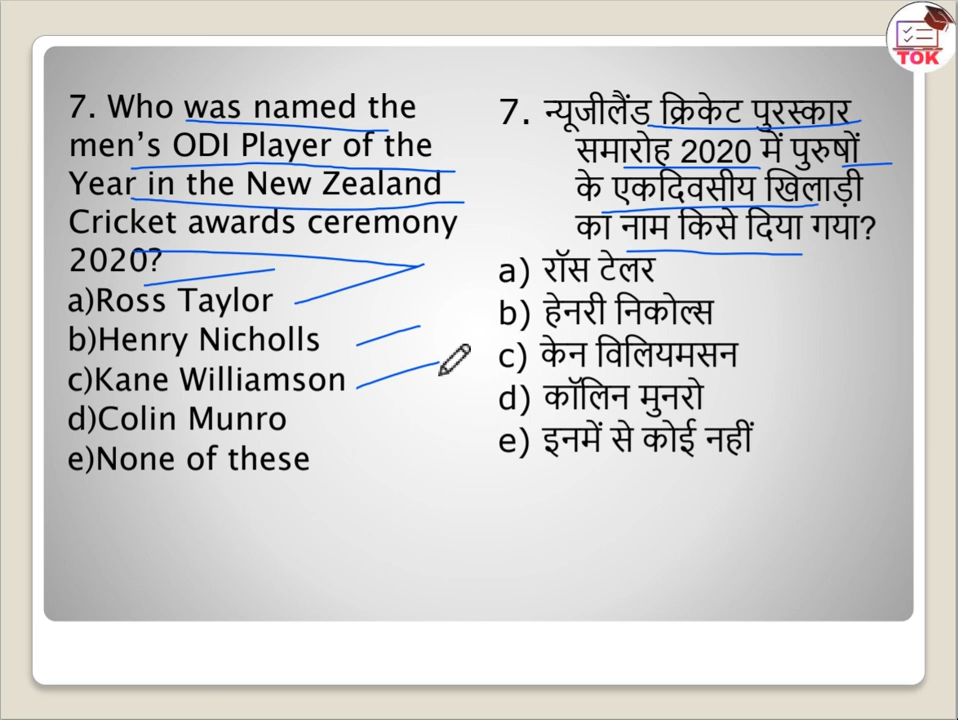 TOK
7. Who was named the
men’s ODI Player of the
Year in the New Zealand
Cricket awards ceremony
2020?
a)Ross Taylor
b)Henry Nicholls
c)Kane Williamson
d)Colin Munro
e)None of these
7. न्यूजीलैंड क्रिकेट पुरस्कार
समारोह 2020 में पुरुषों
के एकदिवसीय खिलाड़ी
का नाम किसे दिया गया?
a) रॉस टेलर
b) हेनरी निकोल्स
c) केन विलियमसन
d) कॉलिन मुनरो
e) इनमें से कोई नहीं